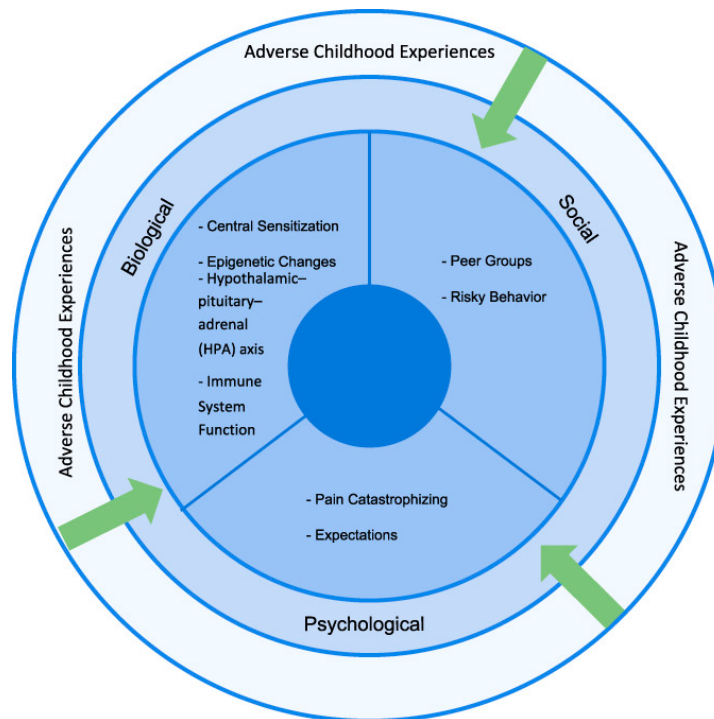 Adverse Childhood Experiences
Adverse Childhood Experiences
Adverse Childhood Experiences
Biological
Social
Psychological
- Central Sensitization
- Epigenetic Changes
- Hypothalamic–
pituitary–
adrenal
(HPA) axis
- Immune
System
Function
- Peer Groups
- Risky Behavior
- Pain Catastrophizing
- Expectations